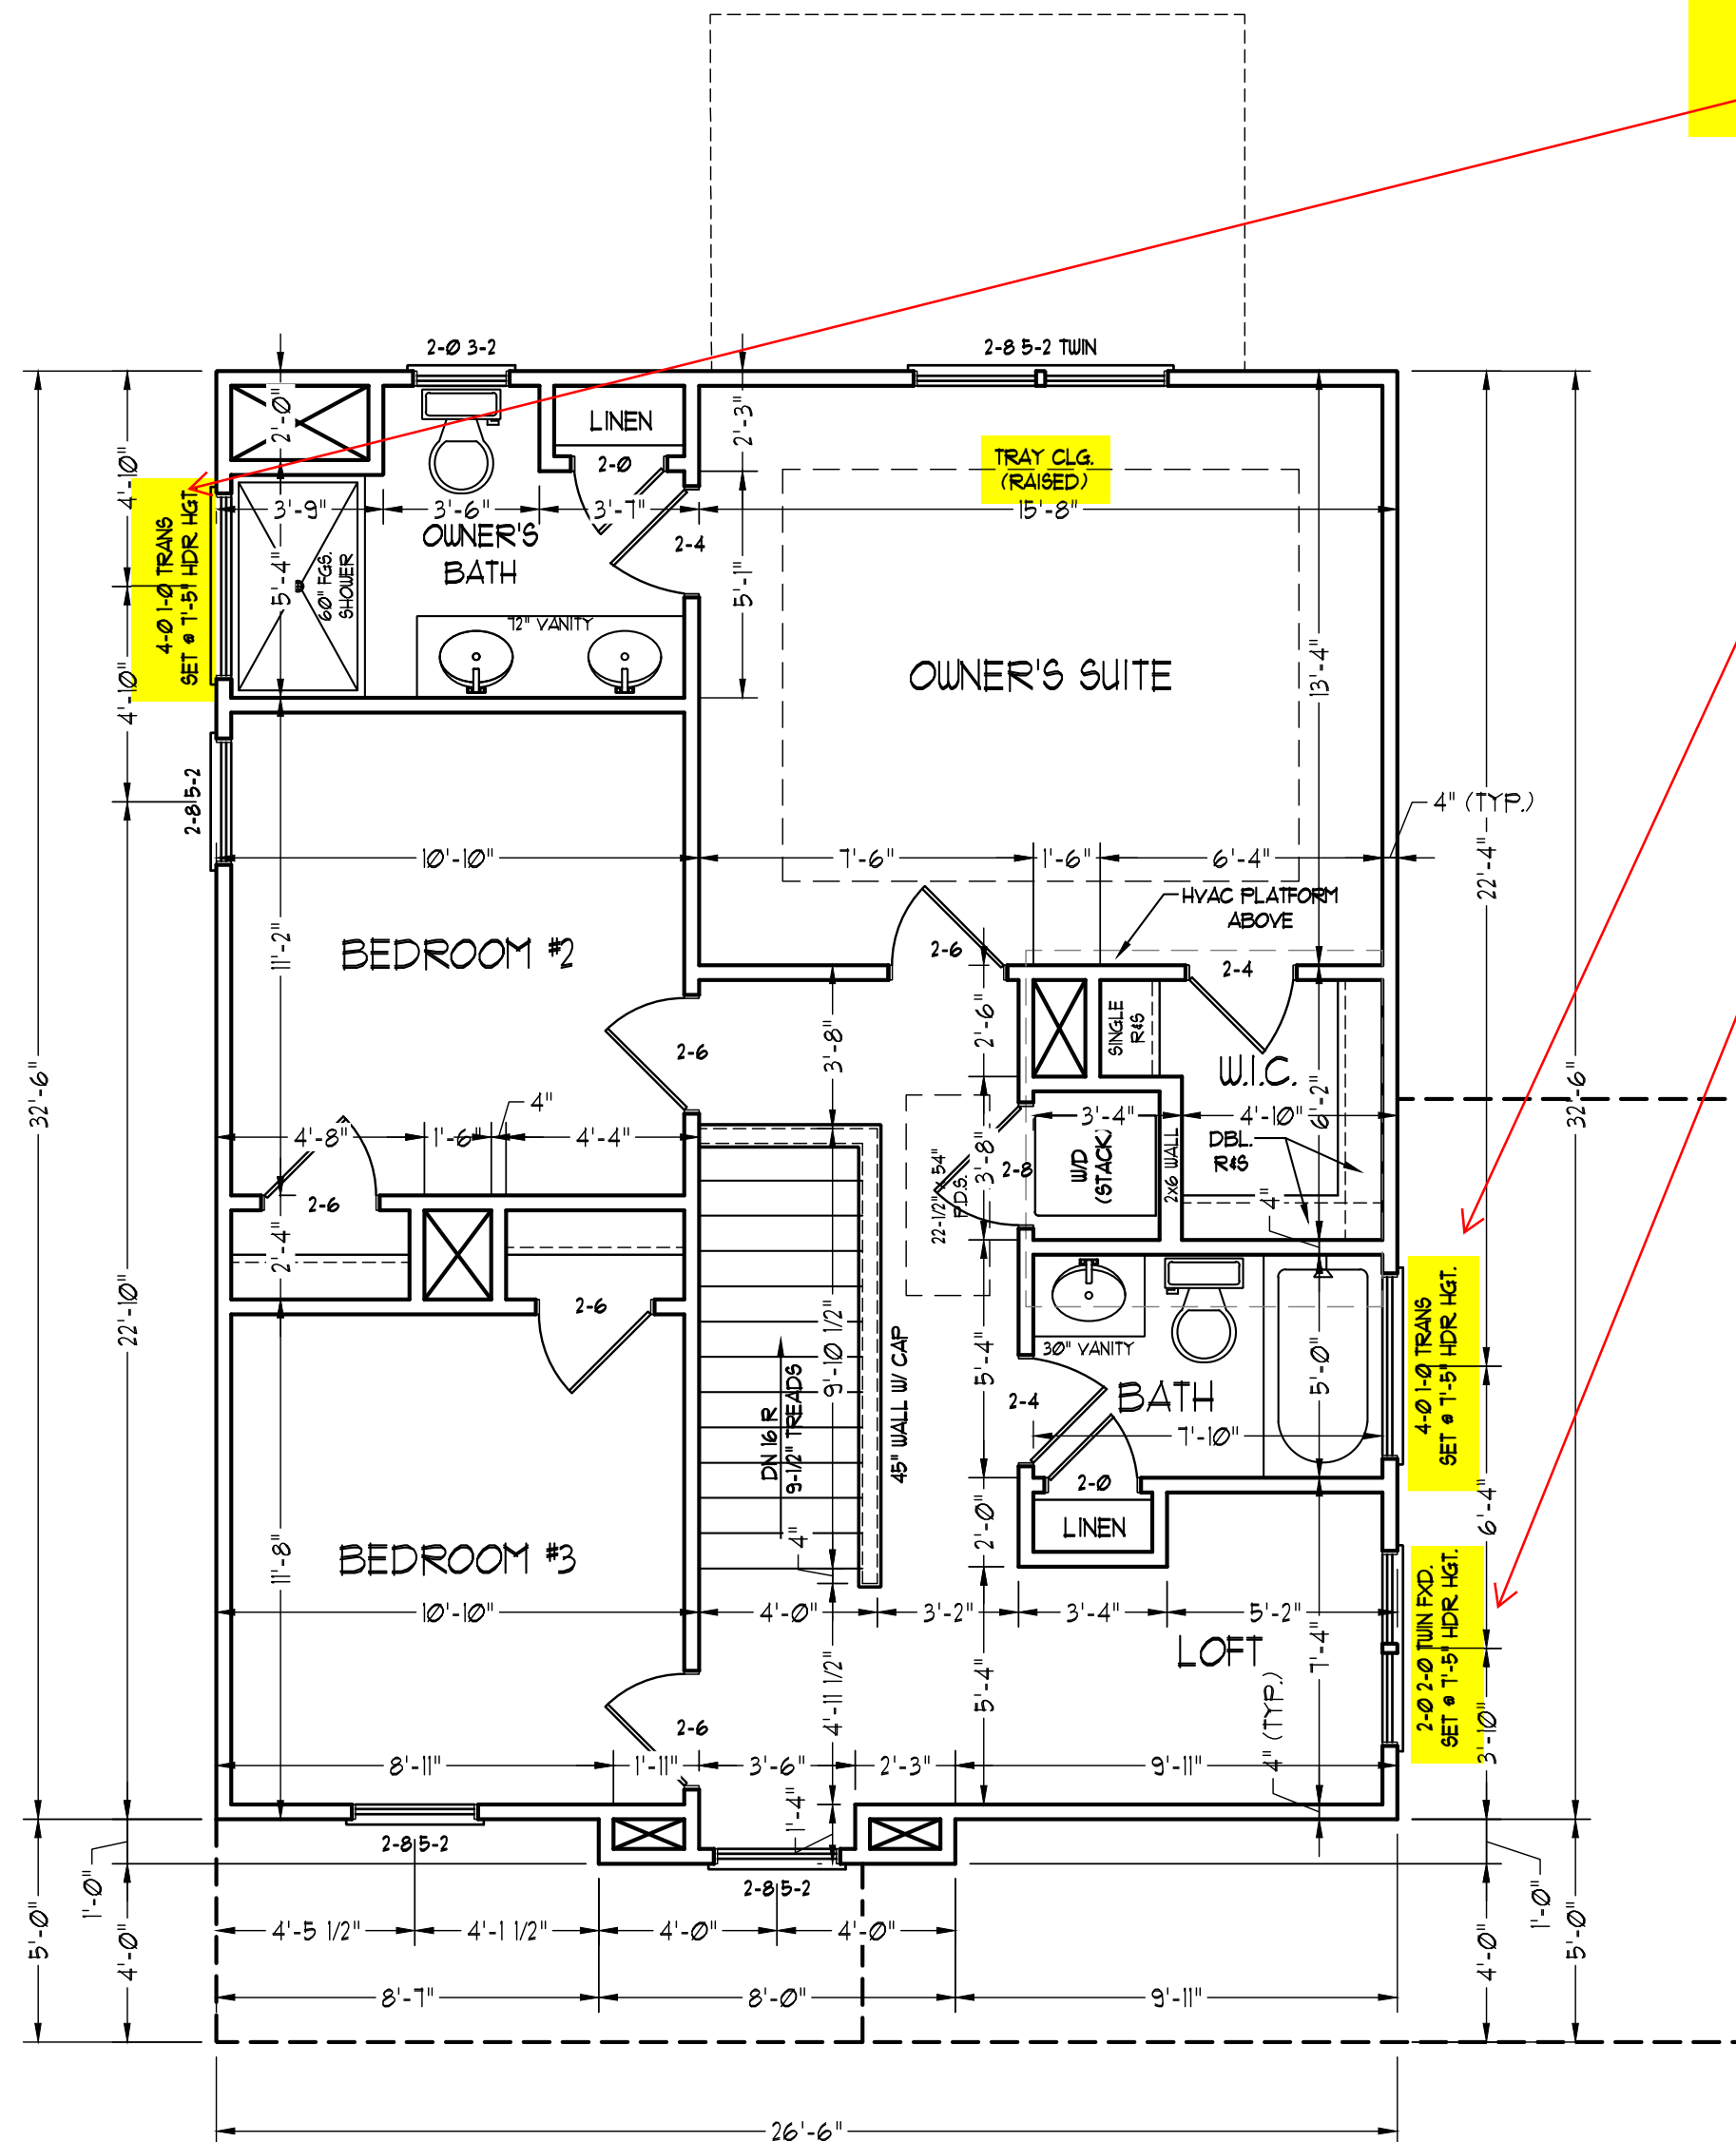 2-0 3-2
2-8 5-2 TWIN
2'-0"
LINEN
2'-3"
2-0
TRAY CLG.
(RAISED)
4'-10"
4-0 1-0 TRANS
SET @ 7'-5" HDR HGT.
3'-9"
3'-6"
3'-7"
15'-8"
OWNER'S
BATH
2-4
5'-4"
60" FGS.
SHOWER
5'-1"
72" VANITY
4'-10"
OWNER'S SUITE
13'-4"
2-8 5-2
4" (TYP.)
10'-10"
7'-6"
1'-6"
6'-4"
22'-4"
HVAC PLATFORM
ABOVE
11'-2"
BEDROOM #2
2-6
2-4
2'-6"
SINGLE
R&S
3'-8"
2-6
W.I.C.
32'-6"
32'-6"
4"
4'-8"
1'-6"
4'-4"
3'-4"
4'-10"
6'-2"
DBL.
R&S
3'-8"
2-8
W/D
(STACK)
2x6 WALL
22-1/2" x 54"
P.D.S.
4"
2-6
2'-4"
2-6
22'-10"
9'-10 1/2"
45" WALL W/ CAP
DN 16 R
9-1/2" TREADS
5'-4"
30" VANITY
2-4
BATH
5'-0"
7'-10"
4-0 1-0 TRANS
SET @ 7'-5" HDR HGT.
2-0
2'-0"
LINEN
6'-4"
4"
11'-8"
BEDROOM #3
10'-10"
4'-0"
3'-2"
3'-4"
5'-2"
LOFT
7'-4"
2-0 2-0 TWIN FXD.
SET @ 7'-5" HDR HGT.
4'-11 1/2"
5'-4"
4" (TYP.)
2-6
3'-10"
8'-11"
1'-11"
3'-6"
2'-3"
9'-11"
1'-4"
2-8 5-2
2-8 5-2
1'-0"
1'-0"
5'-0"
4'-0"
4'-5 1/2"
4'-1 1/2"
4'-0"
4'-0"
4'-0"
5'-0"
8'-7"
8'-0"
9'-11"
26'-6"